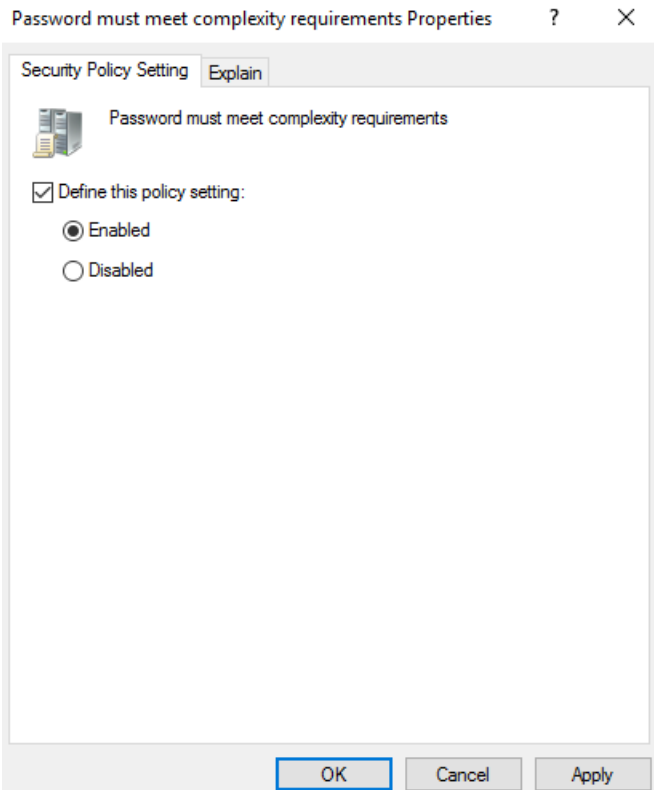 Password must meet complexity requirements Properties ? ×
Security Policy Setting Explain
Password must meet complexity requirements
Define this policy setting:
Enabled
Disabled
OK Cancel Apply